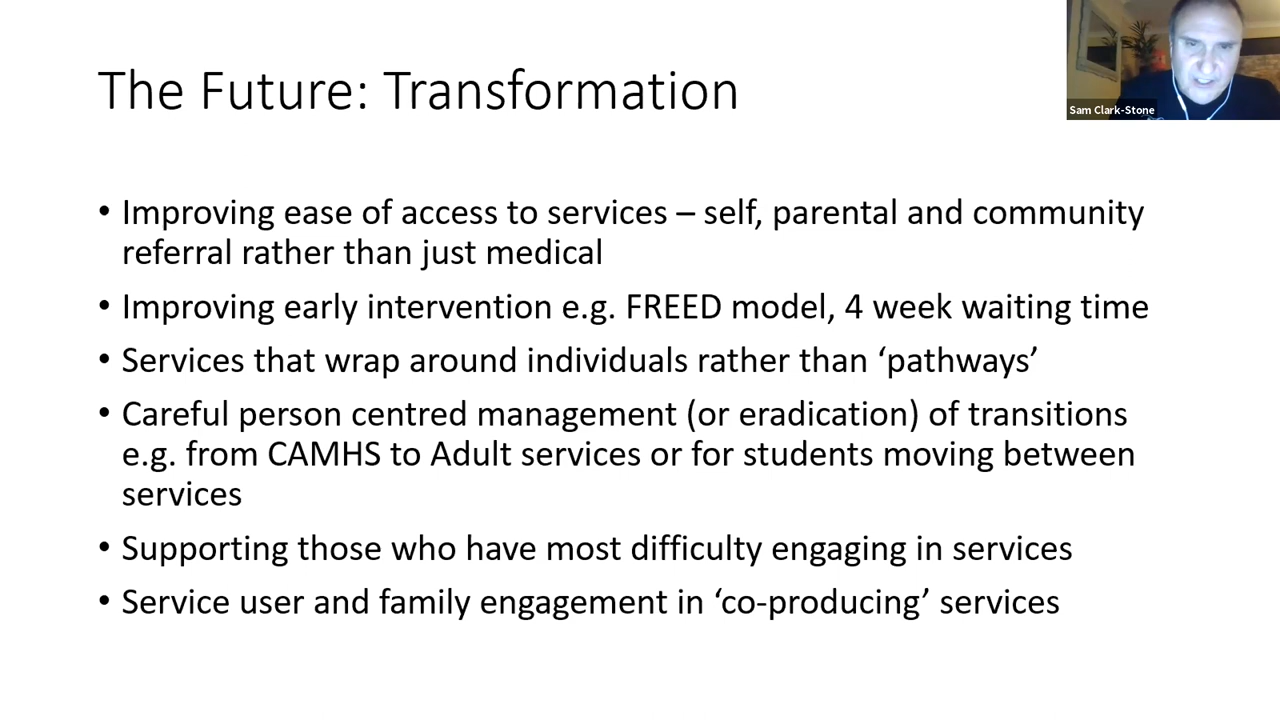 The Future: Transformation
Sam Clark-Stone
• Improving ease of access to services – self, parental and community
referral rather than just medical
• Improving early intervention e.g. FREED model, 4 week waiting time
• Services that wrap around individuals rather than ‘pathways’
• Careful person centred management (or eradication) of transitions
e.g. from CAMHS to Adult services or for students moving between
services
• Supporting those who have most difficulty engaging in services
• Service user and family engagement in ‘co-producing’ services